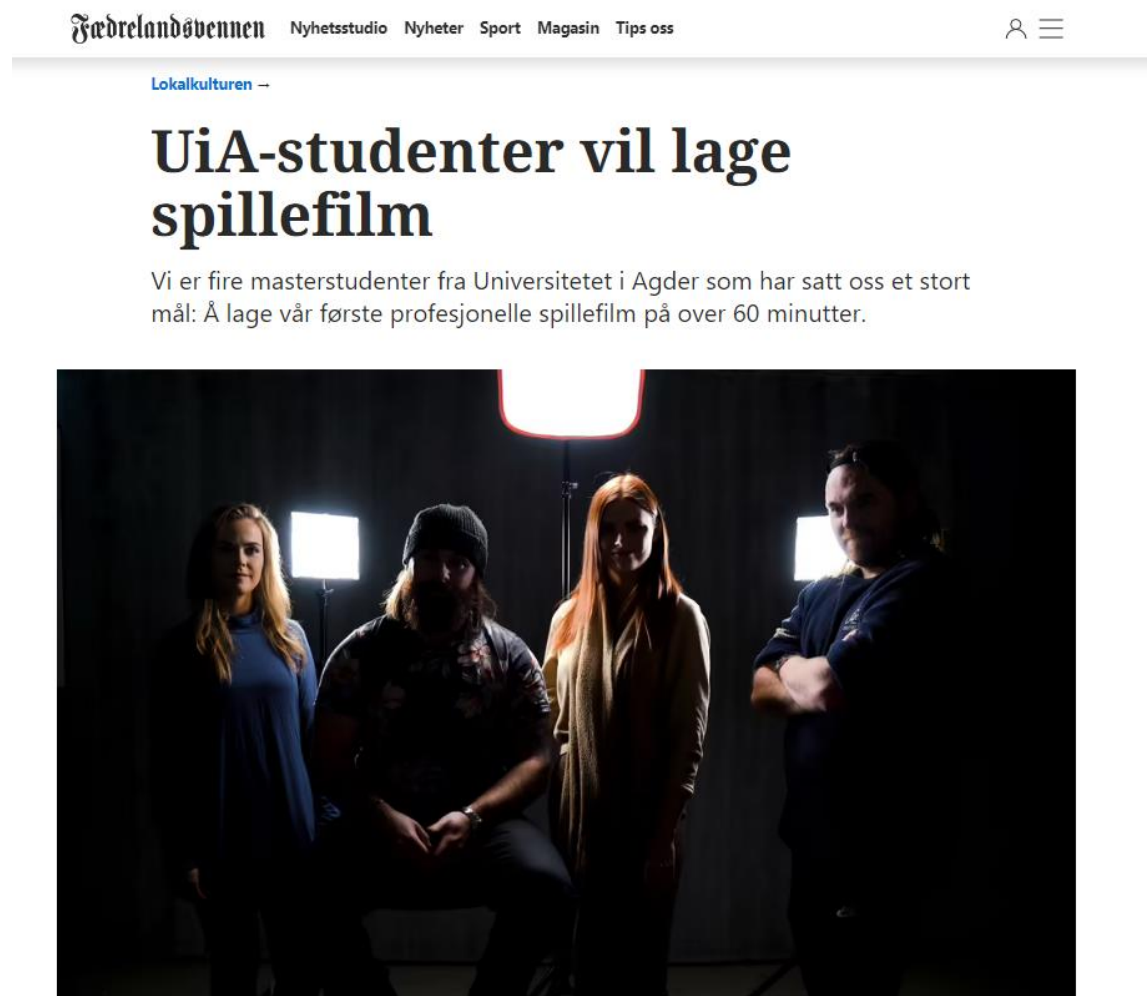 Fædrelandsvennen Nyhetsstudio Nyheter Sport Magasin Tips oss
Lokalkulturen →
UiA-studenter vil lage
spillefilm
Vi er fire masterstudenter fra Universitetet i Agder som har satt oss et stort
mål: Å lage vår første profesjonelle spillefilm på over 60 minutter.